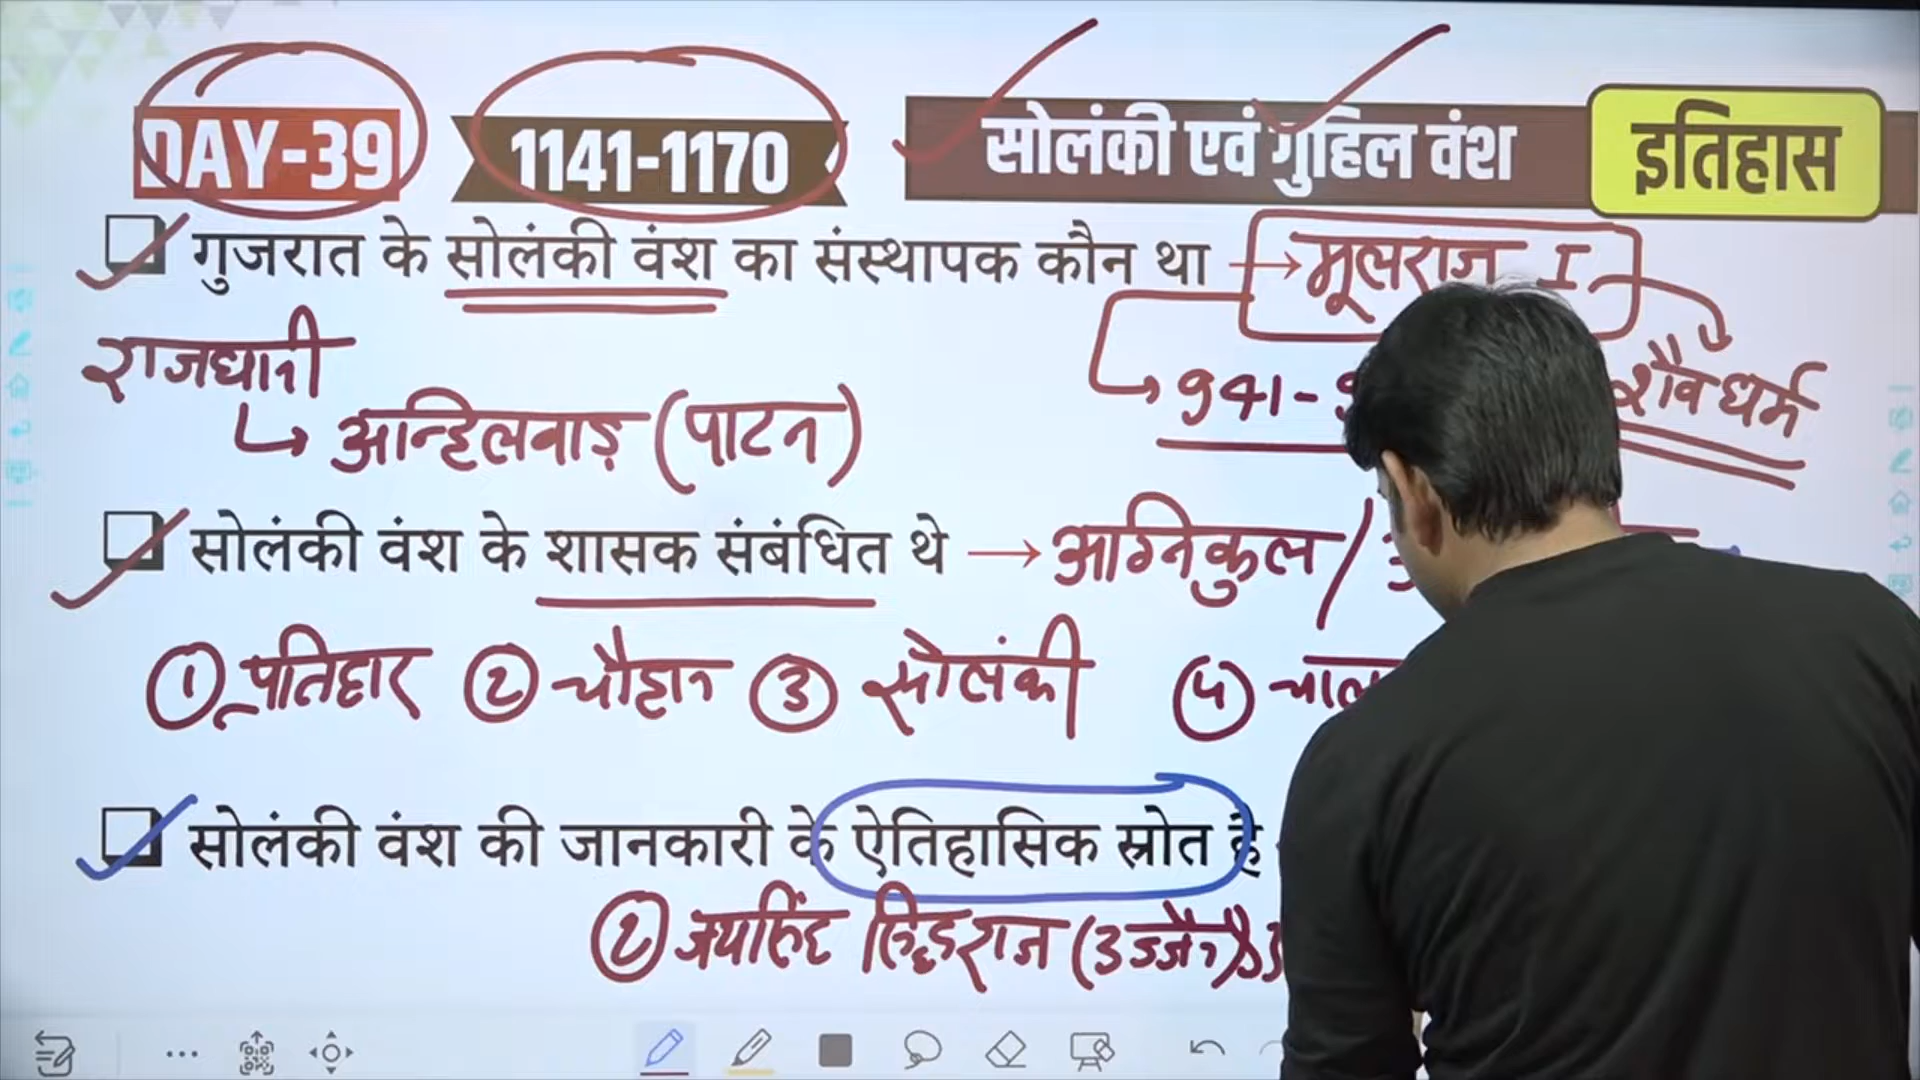 DAY-39 1141-1170 सोलंकी एवं गुहिल वंश इतिहास
गुजरात के सोलंकी वंश का संस्थापक कौन था → मूलराज I
राजधानी 941- शैव धर्म
↳ अन्हिलवाड़ (पाटन)
सोलंकी वंश के शासक संबंधित थे → अग्निकुल /
① प्रतिहार ② चौहान ③ सोलंकी ④
सोलंकी वंश की जानकारी के ऐतिहासिक स्रोत है
② जयसिंह सिद्धराज (उज्जैन)